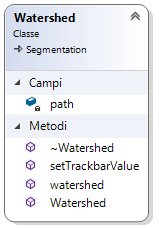 Watershed
Classe
Segmentation
Campi
path
Metodi
~Watershed
setTrackbarValue
watershed
Watershed